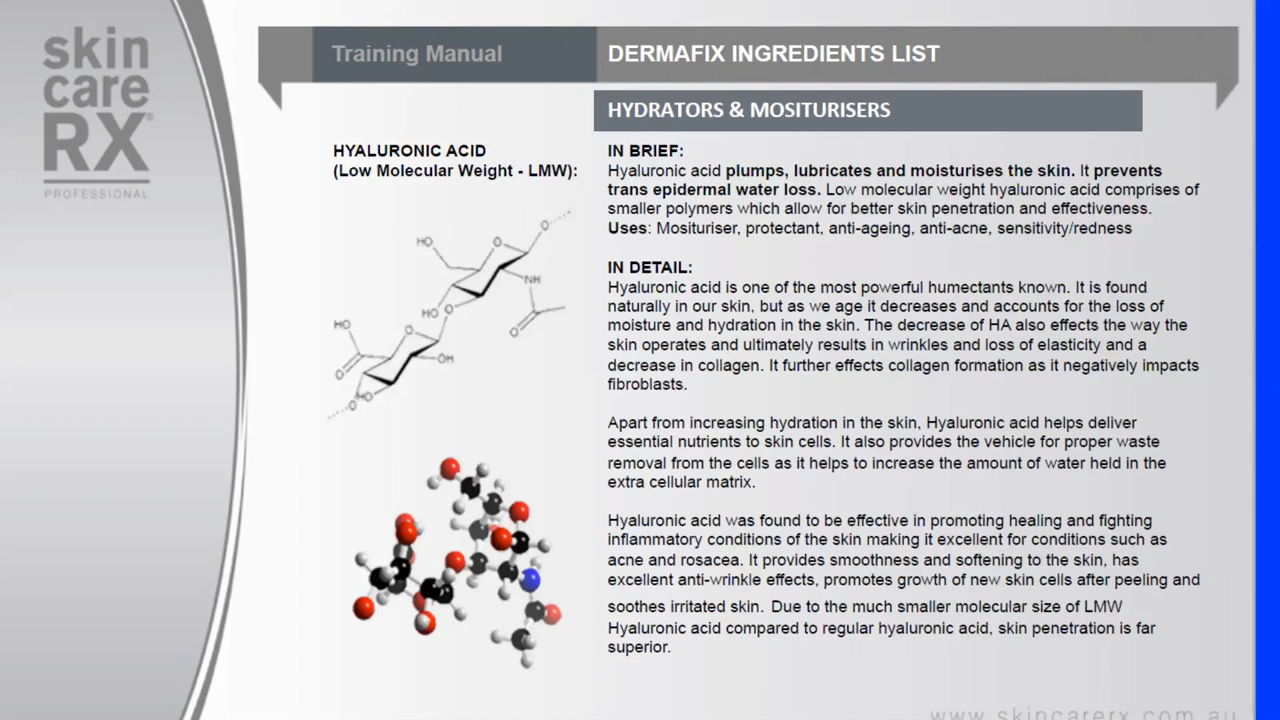 skin
care
RX®
PROFESSIONAL
Training Manual
DERMAFIX INGREDIENTS LIST
HYDRATORS & MOSITURISERS
HYALURONIC ACID
(Low Molecular Weight - LMW):
IN BRIEF:
Hyaluronic acid plumps, lubricates and moisturises the skin. It prevents
trans epidermal water loss. Low molecular weight hyaluronic acid comprises of
smaller polymers which allow for better skin penetration and effectiveness.
Uses: Mosituriser, protectant, anti-ageing, anti-acne, sensitivity/redness
IN DETAIL:
Hyaluronic acid is one of the most powerful humectants known. It is found
naturally in our skin, but as we age it decreases and accounts for the loss of
moisture and hydration in the skin. The decrease of HA also effects the way the
skin operates and ultimately results in wrinkles and loss of elasticity and a
decrease in collagen. It further effects collagen formation as it negatively impacts
fibroblasts.
Apart from increasing hydration in the skin, Hyaluronic acid helps deliver
essential nutrients to skin cells. It also provides the vehicle for proper waste
removal from the cells as it helps to increase the amount of water held in the
extra cellular matrix.
Hyaluronic acid was found to be effective in promoting healing and fighting
inflammatory conditions of the skin making it excellent for conditions such as
acne and rosacea. It provides smoothness and softening to the skin, has
excellent anti-wrinkle effects, promotes growth of new skin cells after peeling and
soothes irritated skin. Due to the much smaller molecular size of LMW
Hyaluronic acid compared to regular hyaluronic acid, skin penetration is far
superior.
HO
O
O
NH
HO
O
O
HO
O
OH
O
HO
O
www.skincarerx.com.au